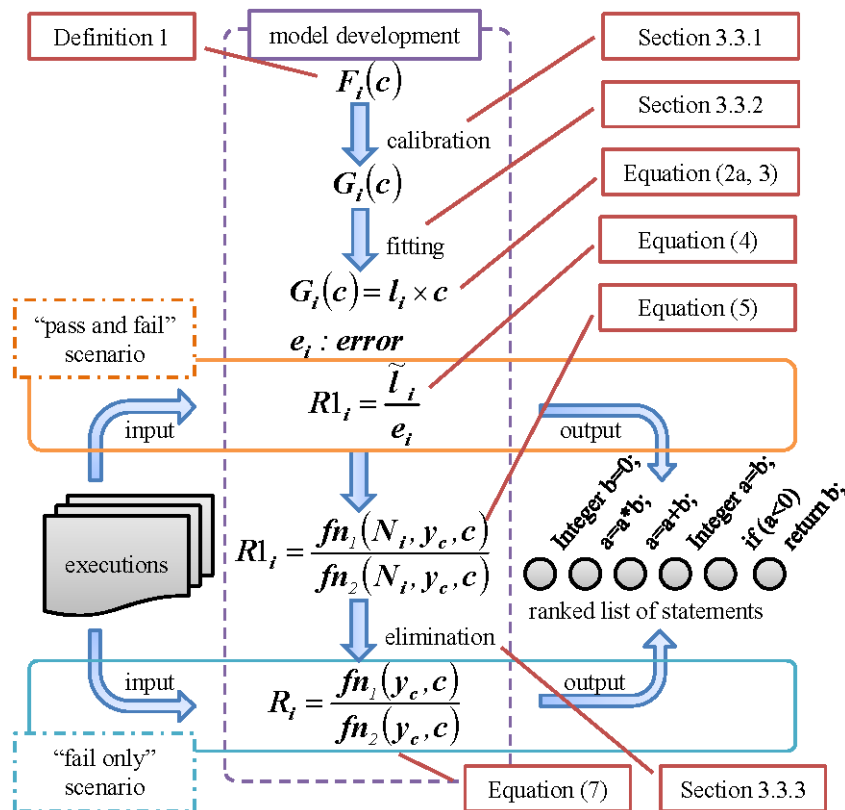 Definition 1
model development
Section 3.3.1
F_i(c)
Section 3.3.2
calibration
G_i(c)
Equation (2a, 3)
fitting
Equation (4)
G_i(c) = l_i × c
Equation (5)
"pass and fail"
scenario
e_i : error
R1_i = l̃_i / e_i
input
output
Integer b=0;
a=a*b;
a=a+b;
Integer a=b;
if (a<0)
return b;
executions
R1_i = fn_1(N_i, y_c, c) / fn_2(N_i, y_c, c)
ranked list of statements
elimination
input
output
R_i = fn_1(y_c, c) / fn_2(y_c, c)
"fail only"
scenario
Equation (7)
Section 3.3.3